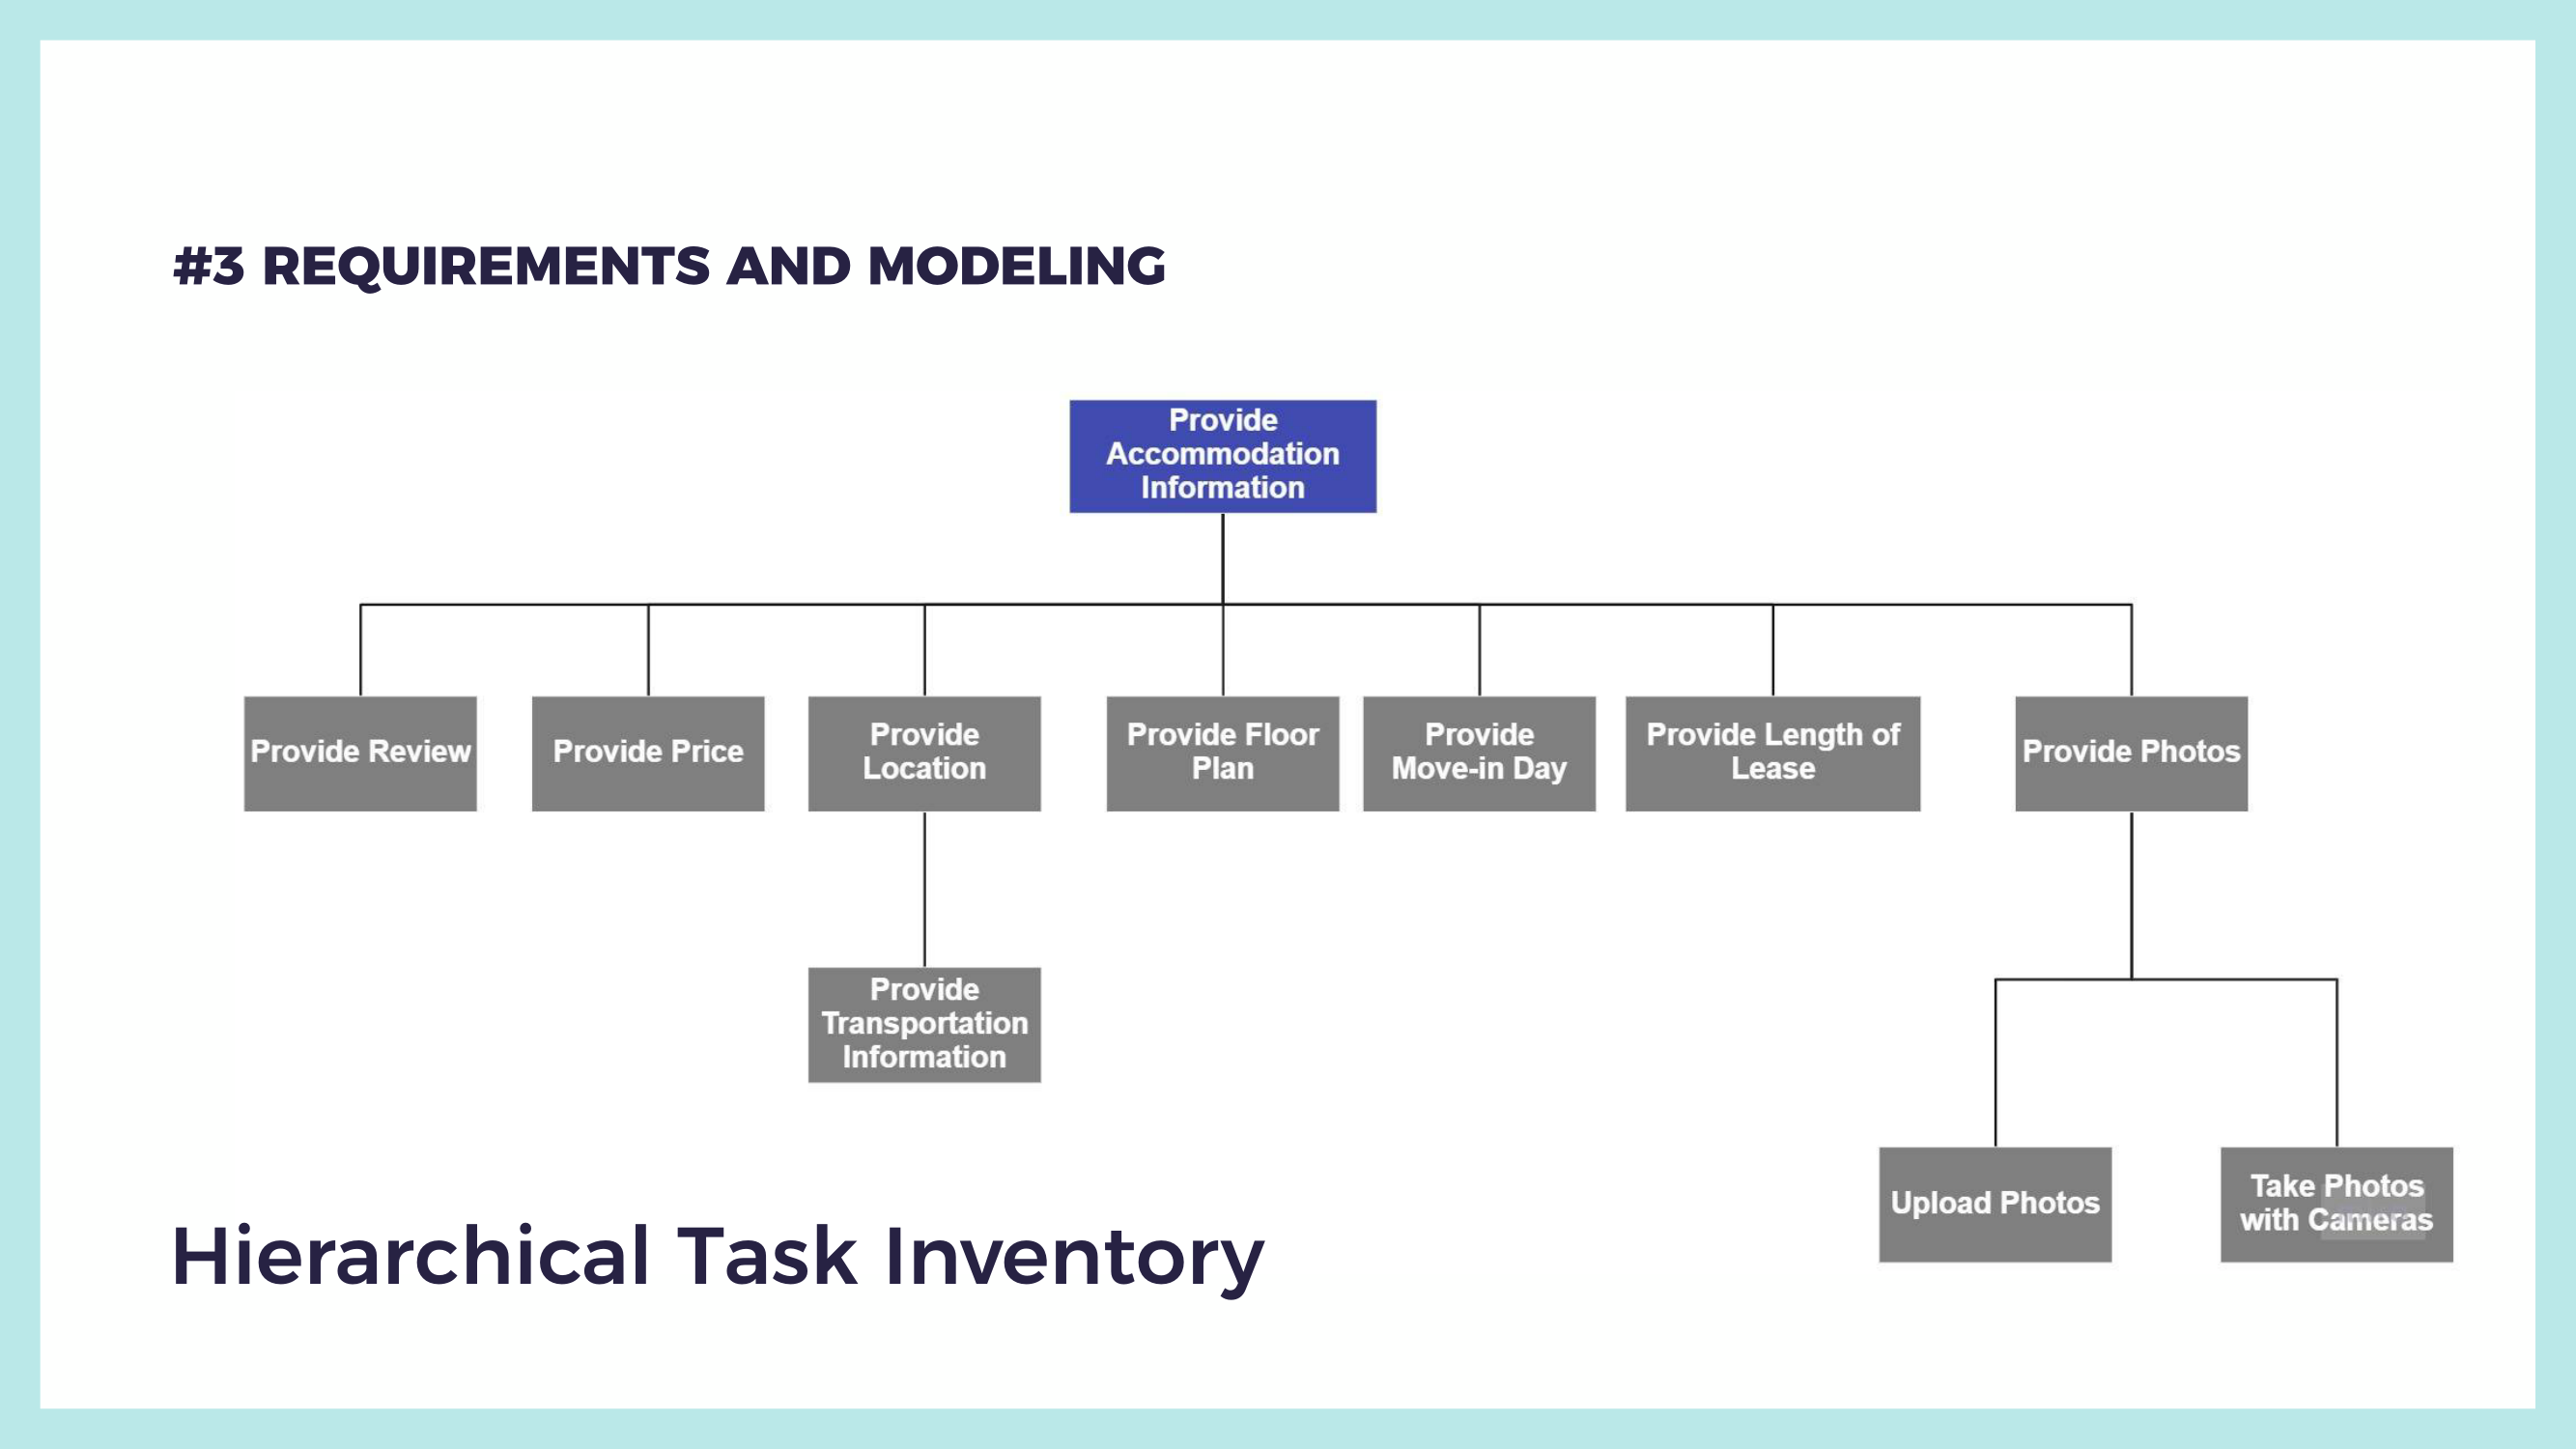 #3 REQUIREMENTS AND MODELING
Provide
Accommodation
Information
Provide Review
Provide Price
Provide
Location
Provide Floor
Plan
Provide
Move-in Day
Provide Length of
Lease
Provide Photos
Provide
Transportation
Information
Upload Photos
Take Photos
with Cameras
Hierarchical Task Inventory